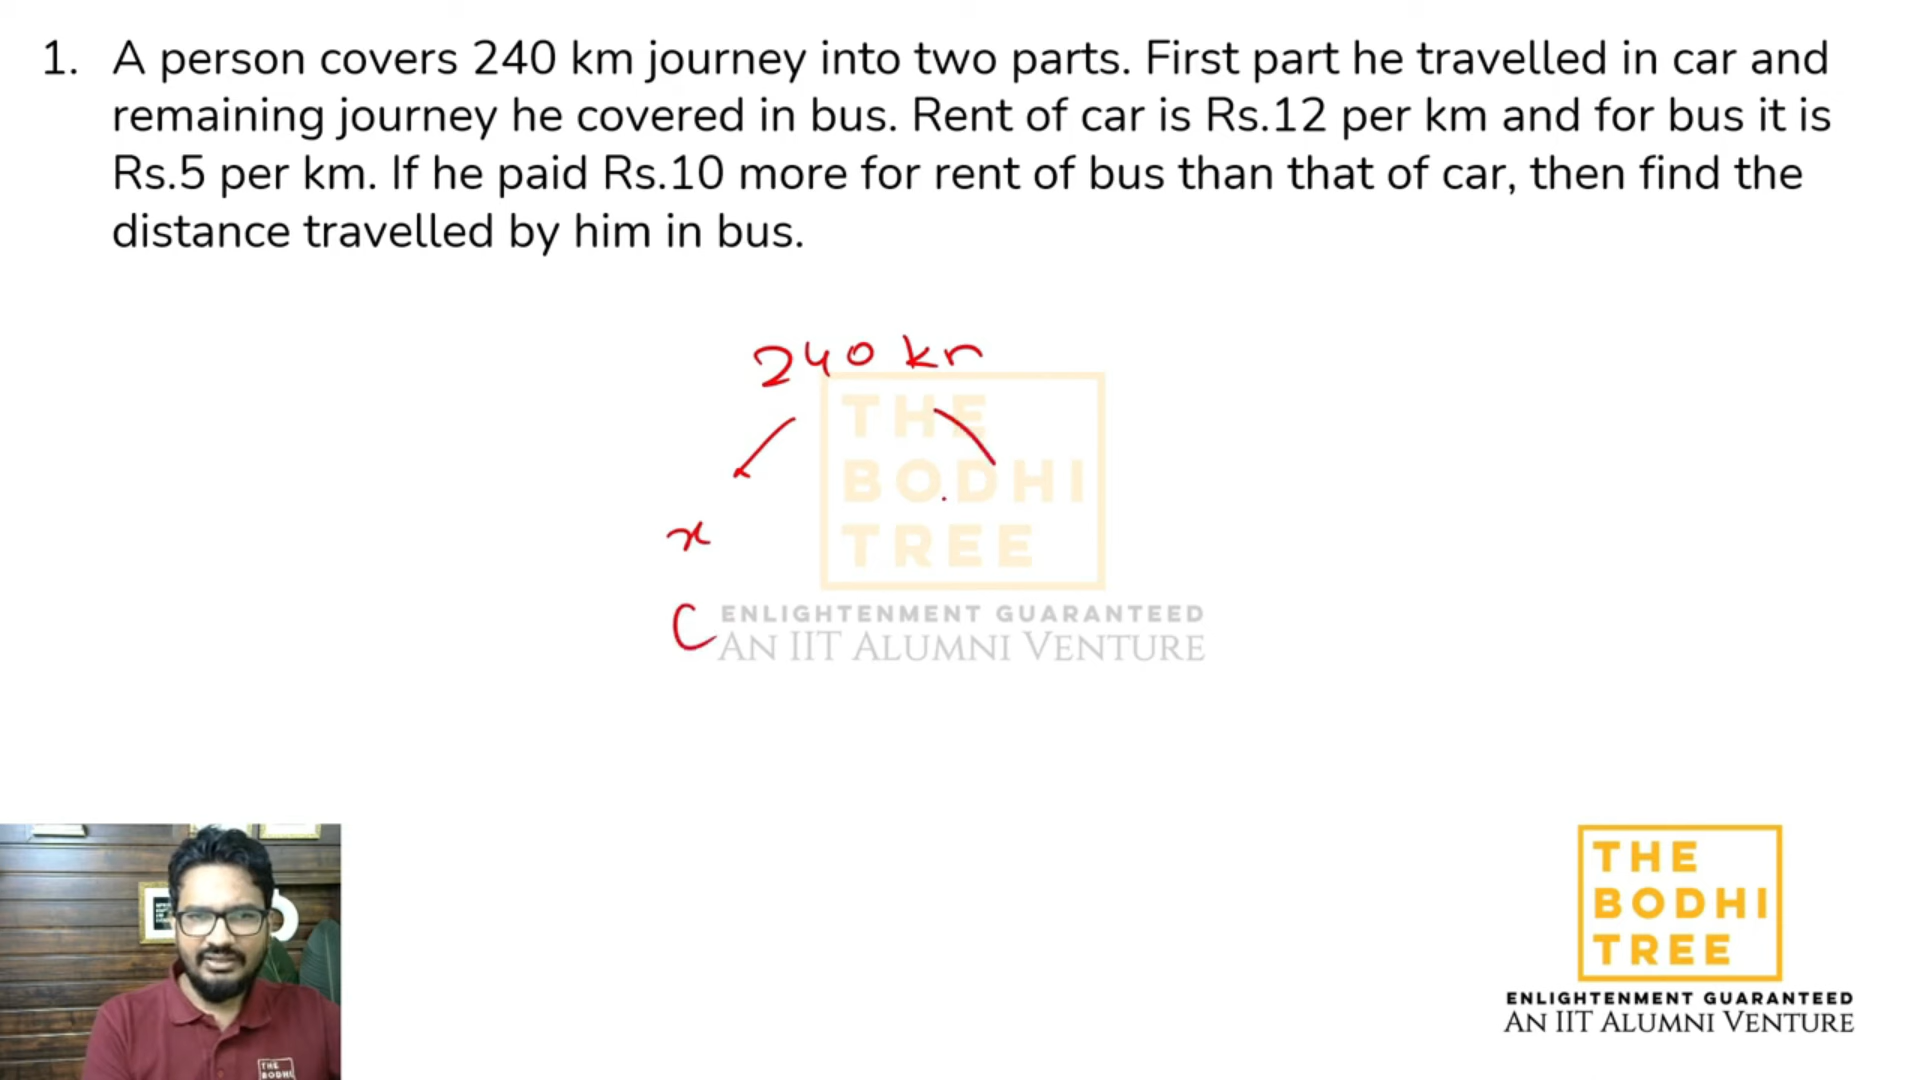 1. A person covers 240 km journey into two parts. First part he travelled in car and
remaining journey he covered in bus. Rent of car is Rs.12 per km and for bus it is
Rs.5 per km. If he paid Rs.10 more for rent of bus than that of car, then find the
distance travelled by him in bus.
240 km
x
C
THE
BODHI
TREE
ENLIGHTENMENT GUARANTEED
AN IIT ALUMNI VENTURE
THE
BODHI
THE
BODHI
TREE
ENLIGHTENMENT GUARANTEED
AN IIT ALUMNI VENTURE